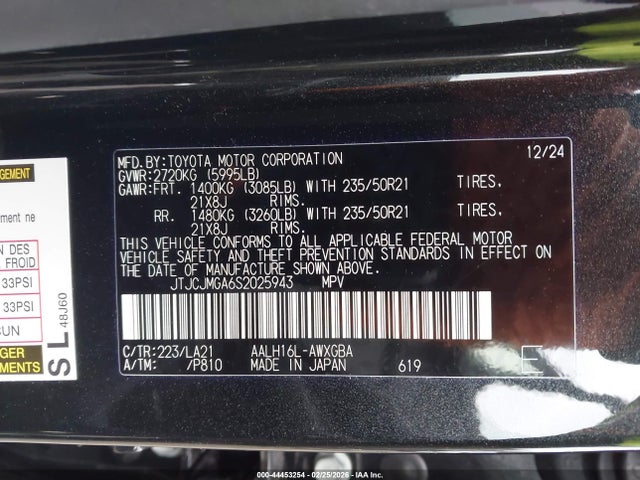 MFD.BY:TOYOTA MOTOR CORPORATION 12/24
GVWR:2720KG (5995LB)
GAWR:FRT. 1400KG (3085LB) WITH 235/50R21 TIRES.
21X8J RIMS.
RR. 1480KG (3260LB) WITH 235/50R21 TIRES.
21X8J RIMS.
THIS VEHICLE CONFORMS TO ALL APPLICABLE FEDERAL MOTOR
VEHICLE SAFETY AND THEFT PREVENTION STANDARDS IN EFFECT ON
THE DATE OF MANUFACTURE SHOWN ABOVE.
JTJCJMGA6S2025943 MPV
C/TR:223/LA21 AALH16L-AWXGBA
A/TM: /P810 MADE IN JAPAN 619 E
GEMENT
ement ne
N DES
FROID
33PSI
33PSI
SUN
GER
EMENTS
SL 48J60
000-44453254 - 02/25/2026 - IAA Inc.